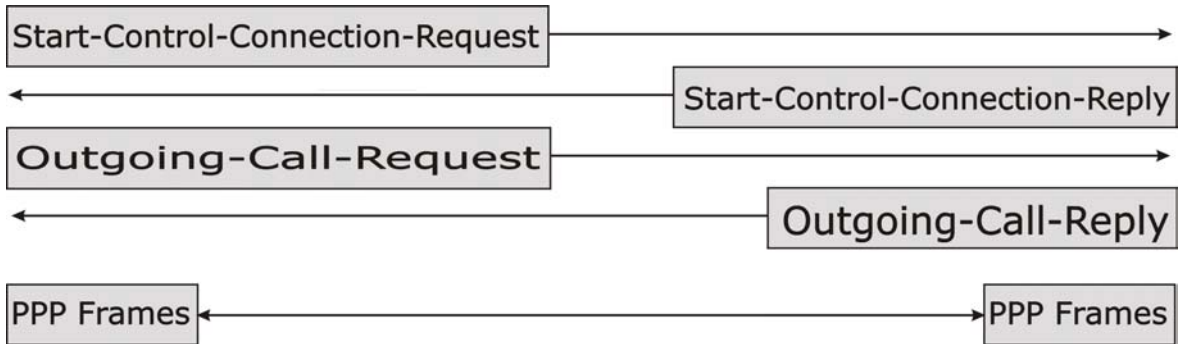 Start-Control-Connection-Request
Start-Control-Connection-Reply
Outgoing-Call-Request
Outgoing-Call-Reply
PPP Frames
PPP Frames